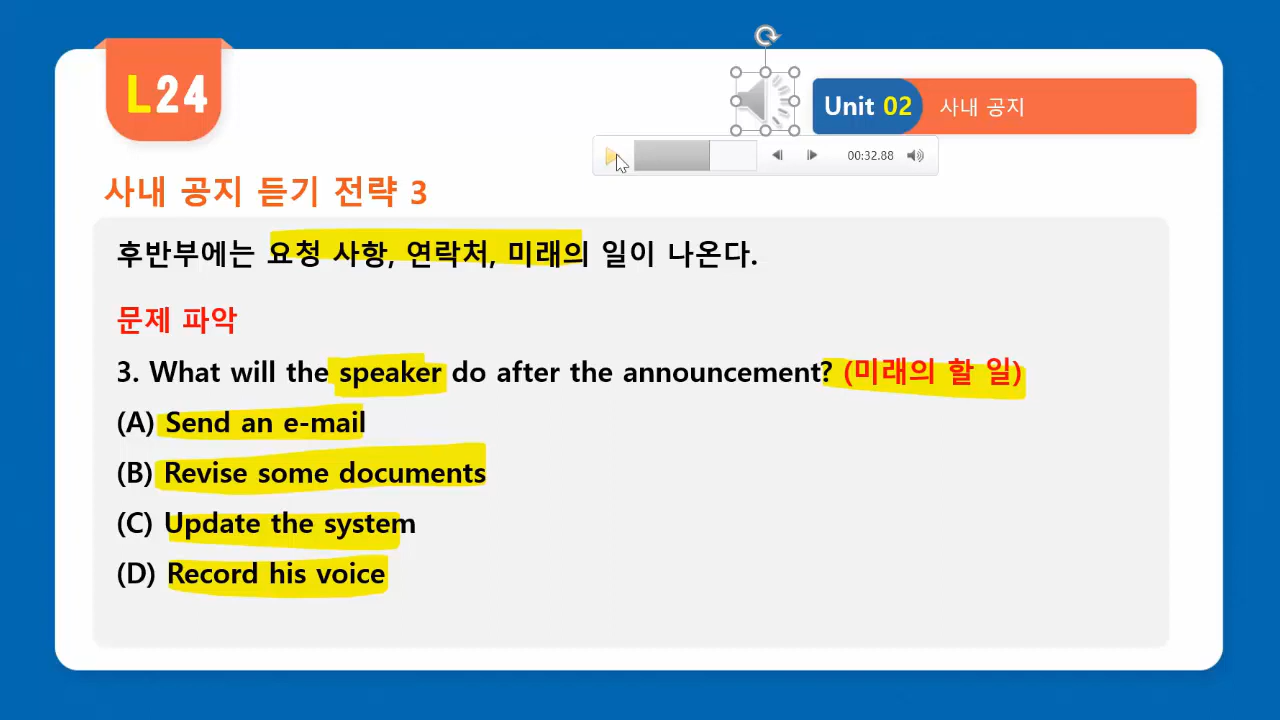 L24
Unit 02 사내 공지
00:32.88
사내 공지 듣기 전략 3
후반부에는 요청 사항, 연락처, 미래의 일이 나온다.
문제 파악
3. What will the speaker do after the announcement? (미래의 할 일)
(A) Send an e-mail
(B) Revise some documents
(C) Update the system
(D) Record his voice